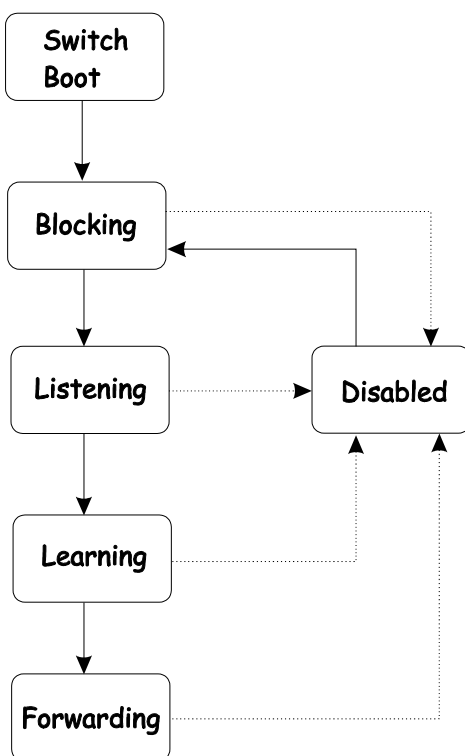 Switch
Boot
Blocking
Listening
Disabled
Learning
Forwarding